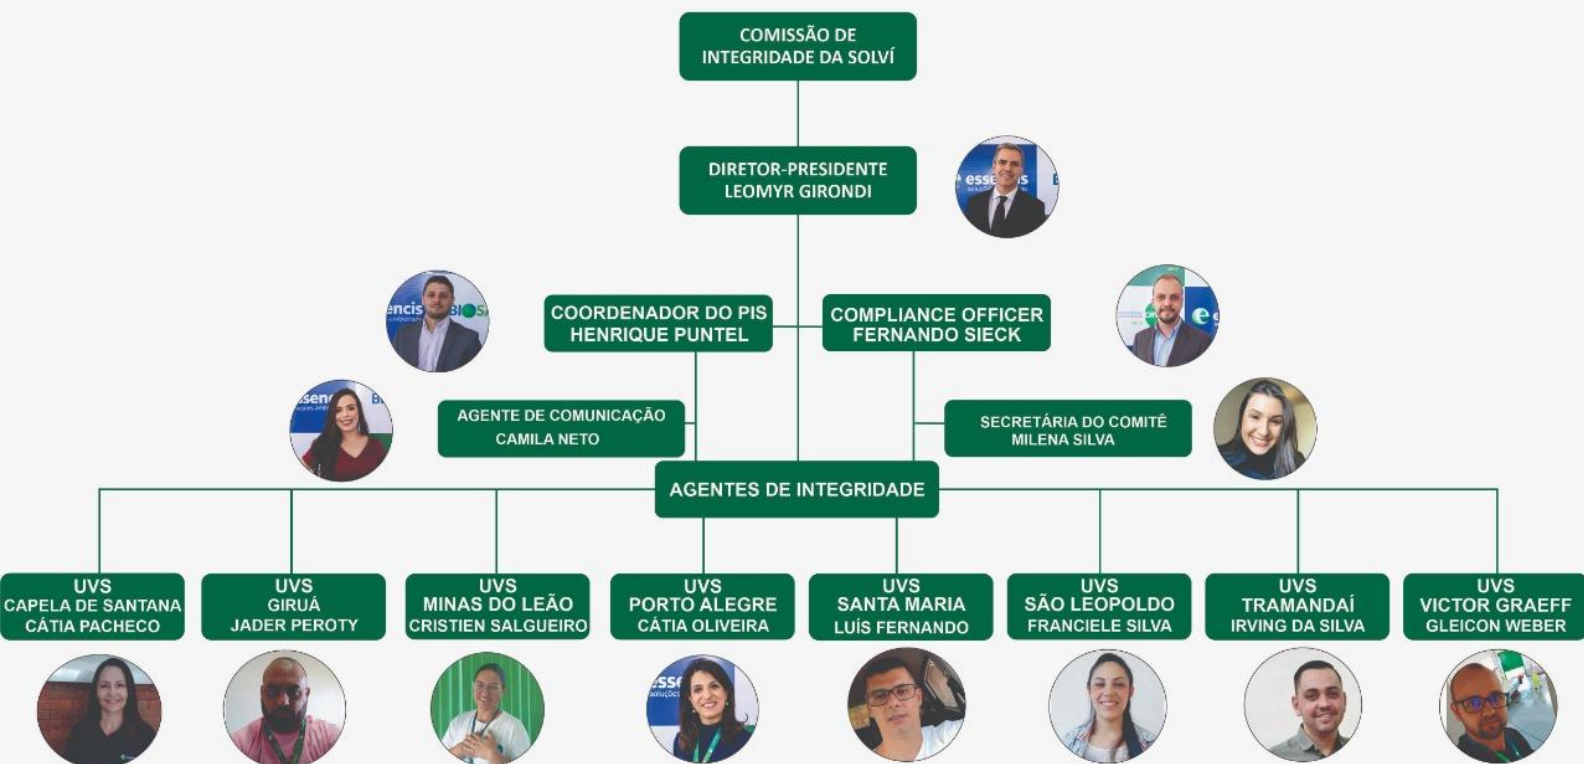 COMISSÃO DE
INTEGRIDADE DA SOLVÍ
DIRETOR-PRESIDENTE
LEOMYR GIRONDI
COORDENADOR DO PIS
HENRIQUE PUNTEL
COMPLIANCE OFFICER
FERNANDO SIECK
AGENTE DE COMUNICAÇÃO
CAMILA NETO
SECRETÁRIA DO COMITÊ
MILENA SILVA
AGENTES DE INTEGRIDADE
UVS
CAPELA DE SANTANA
CÁTIA PACHECO
UVS
GIRUÁ
JADER PEROTY
UVS
MINAS DO LEÃO
CRISTIEN SALGUEIRO
UVS
PORTO ALEGRE
CÁTIA OLIVEIRA
UVS
SANTA MARIA
LUÍS FERNANDO
UVS
SÃO LEOPOLDO
FRANCIELE SILVA
UVS
TRAMANDAÍ
IRVING DA SILVA
UVS
VICTOR GRAEFF
GLEICON WEBER